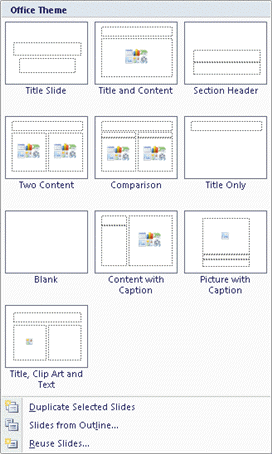 Office Theme
Title Slide
Title and Content
Section Header
Two Content
Comparison
Title Only
Blank
Content with
Caption
Picture with
Caption
Title, Clip Art and
Text
Duplicate Selected Slides
Slides from Outline...
Reuse Slides...